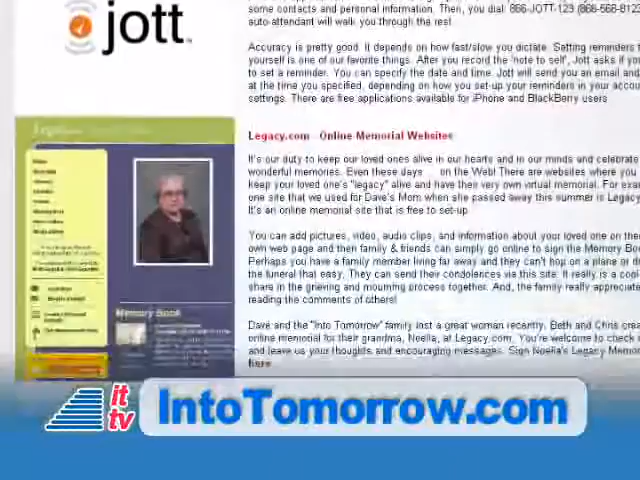 jott
some contacts and personal information. Then, you dial 866-JOTT-123 (866-568-812
auto-attendant will walk you through the rest.
Accuracy is pretty good. It depends on how fast/slow you dictate. Setting reminders
yourself is one of our favorite things. After you record the 'note to self', Jott asks if
to set a reminder. You can specify the date and time. Jott will send you an email and
at the time you specified, depending on how you set-up your reminders in your
settings. There are free applications available for iPhone and BlackBerry users
Legacy.com Online Memorial Websites
It's our duty to keep our loved ones alive in our hearts and in our minds and celebrate
wonderful memories. Even these days on the Web! There are websites where you
keep your loved one's "legacy" alive and have their very own virtual memorial. For
one site that we used for Dave's Mom when she passed away this summer is Legacy
It's an online memorial site that is free to set-up
You can add pictures, video, audio clips, and information about your loved one on
own web page and then family & friends can simply go online to sign the Memory
Perhaps you have a family member living far away and they can't hop on a plane or
the funeral that easy. They can send their condolences via this site. It really is a
share in the grieving and mourning process together. And, the family really
reading the comments of others!
Memory Book
Dave and the "Into Tomorrow" family lost a great woman recently. Beth and Chris
online memorial for their grandma, Noella, at Legacy.com. You're welcome to check
and leave us your thoughts and encouraging messages. Sign Noella's Legacy
here
it
tv
IntoTomorrow.com